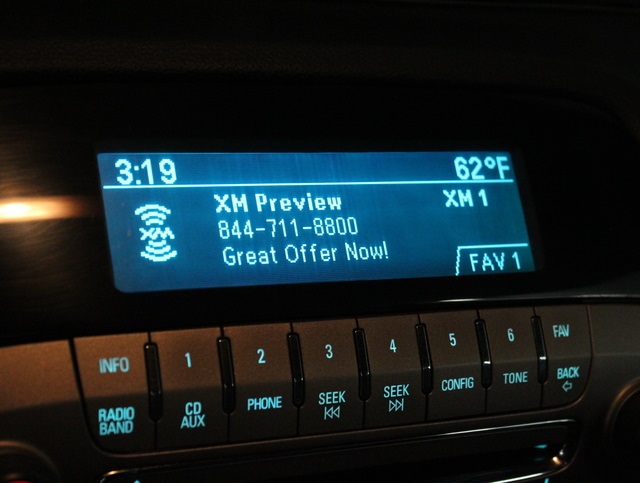 3:19 62°F
XM Preview XM 1
844-711-8800
XM
Great Offer Now!
FAV 1
INFO 1 2 3 4 5 6 FAV
RADIO BAND CD AUX PHONE SEEK SEEK CONFIG TONE BACK